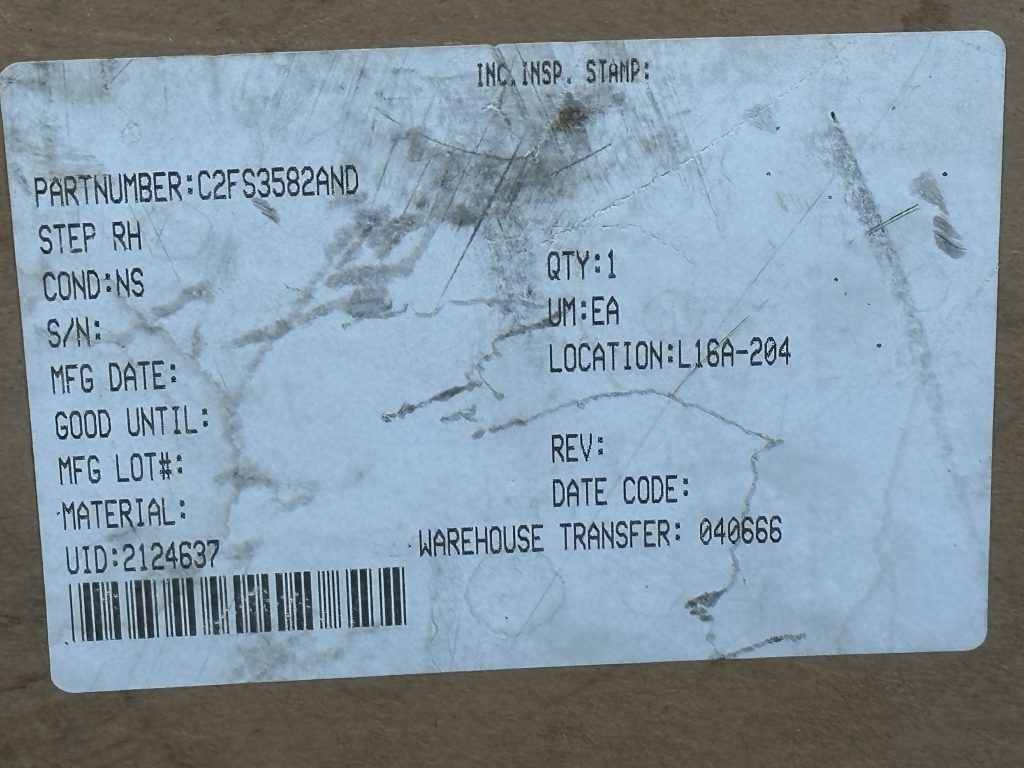 INC.INSP. STAMP:
PARTNUMBER:C2FS3582AND
STEP RH
COND:NS
QTY:1
S/N:
UM:EA
MFG DATE:
LOCATION:L16A-204
GOOD UNTIL:
MFG LOT#:
REV:
MATERIAL:
DATE CODE:
UID:2124637
WAREHOUSE TRANSFER: 040666